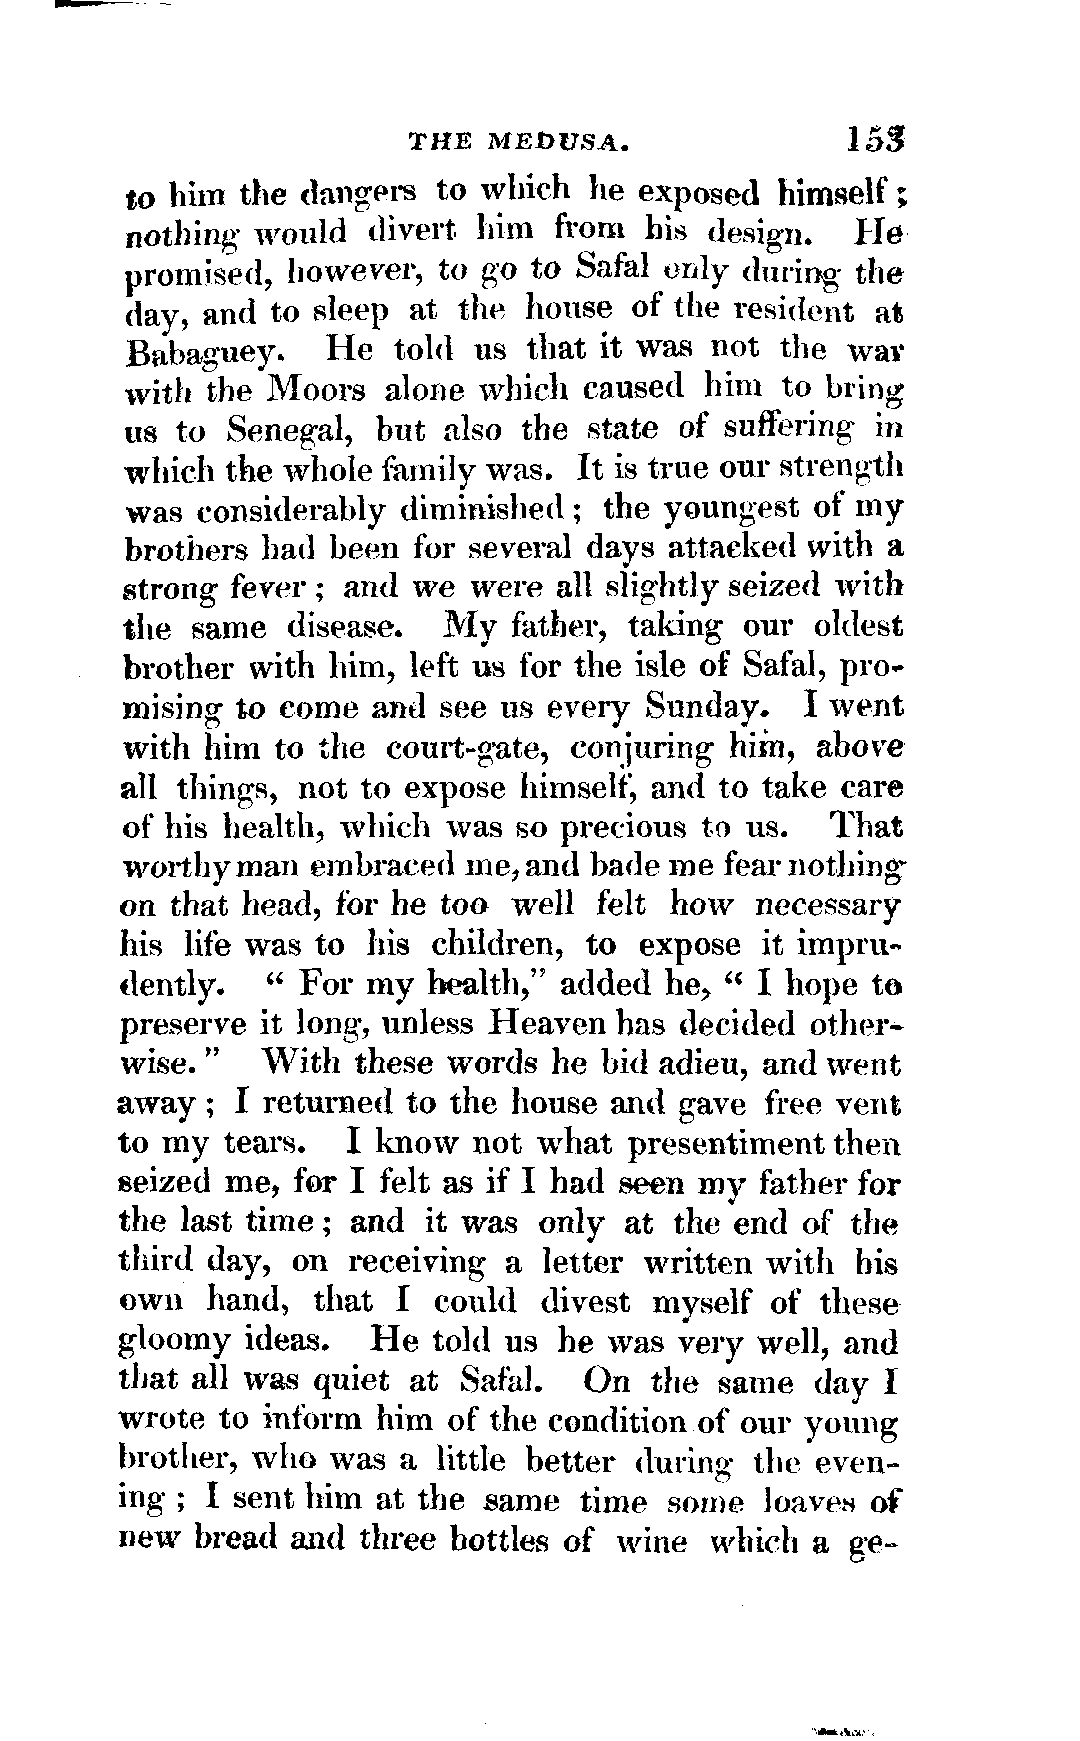 THE MEDUSA. 153
to him the dangers to which he exposed himself ;
nothing would divert him from his design. He
promised, however, to go to Safal only during the
day, and to sleep at the house of the resident at
Babaguey. He told us that it was not the war
with the Moors alone which caused him to bring
us to Senegal, but also the state of suffering in
which the whole family was. It is true our strength
was considerably diminished ; the youngest of my
brothers had been for several days attacked with a
strong fever ; and we were all slightly seized with
the same disease. My father, taking our oldest
brother with him, left us for the isle of Safal, pro-
mising to come and see us every Sunday. I went
with him to the court-gate, conjuring him, above
all things, not to expose himself, and to take care
of his health, which was so precious to us. That
worthy man embraced me, and bade me fear nothing
on that head, for he too well felt how necessary
his life was to his children, to expose it impru-
dently. “ For my health,” added he, “ I hope to
preserve it long, unless Heaven has decided other-
wise. ” With these words he bid adieu, and went
away ; I returned to the house and gave free vent
to my tears. I know not what presentiment then
seized me, for I felt as if I had seen my father for
the last time ; and it was only at the end of the
third day, on receiving a letter written with his
own hand, that I could divest myself of these
gloomy ideas. He told us he was very well, and
that all was quiet at Safal. On the same day I
wrote to inform him of the condition of our young
brother, who was a little better during the even-
ing ; I sent him at the same time some loaves of
new bread and three bottles of wine which a ge-